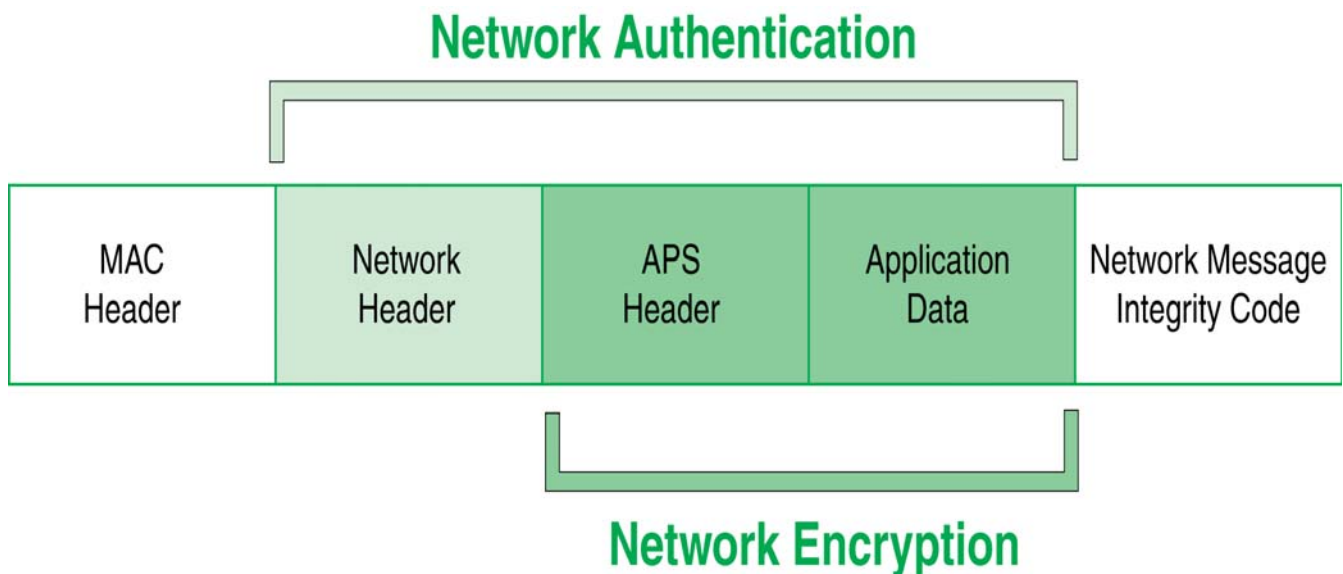 Network Authentication
MAC
Header
Network
Header
APS
Header
Application
Data
Network Message
Integrity Code
Network Encryption